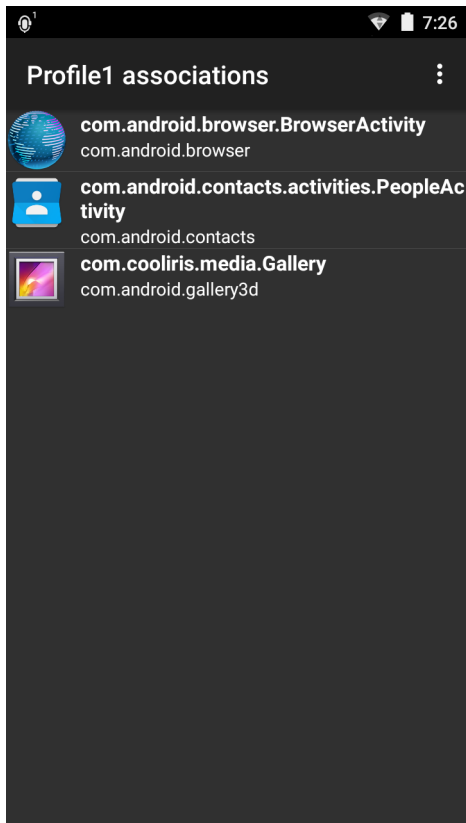 1
7:26
Profile1 associations
com.android.browser.BrowserActivity
com.android.browser
com.android.contacts.activities.PeopleAc
tivity
com.android.contacts
com.cooliris.media.Gallery
com.android.gallery3d